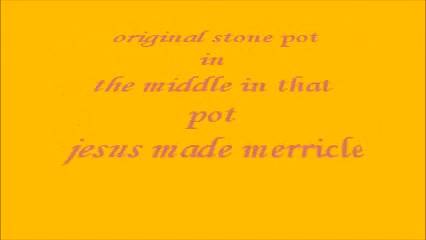 original stone pot
in
the middle in that
pot
jesus made merricle